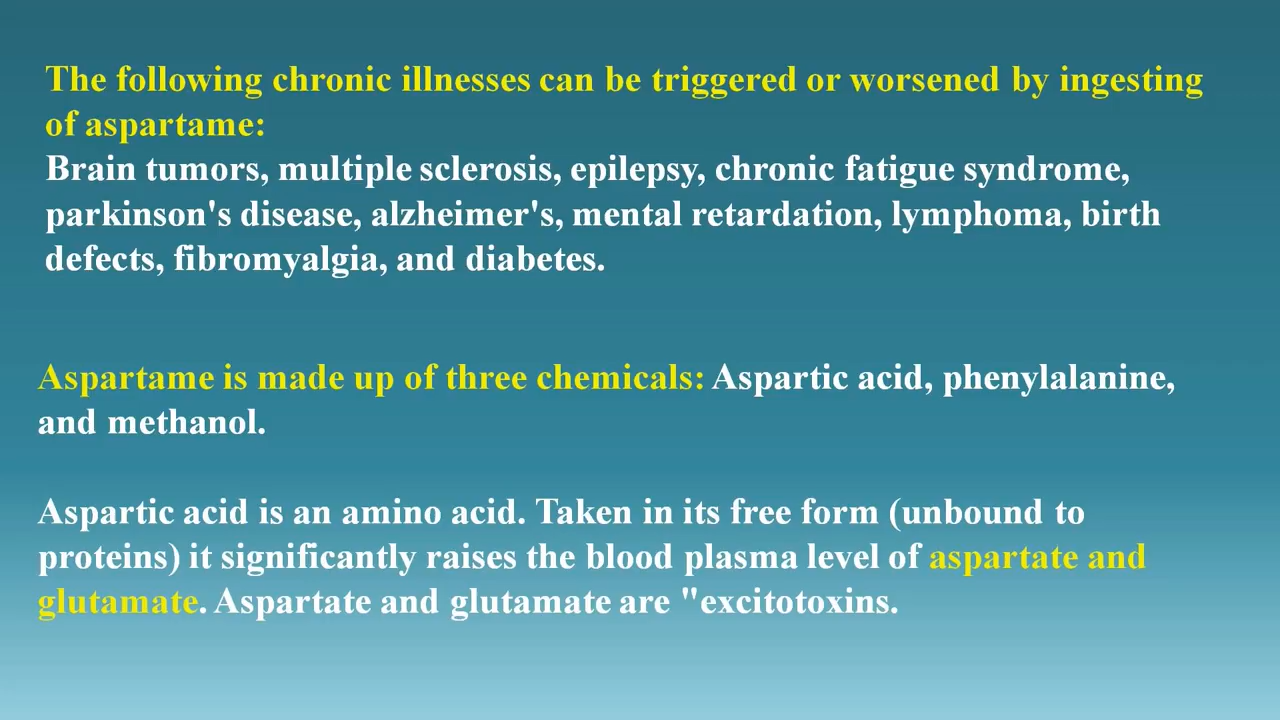 The following chronic illnesses can be triggered or worsened by ingesting
of aspartame:
Brain tumors, multiple sclerosis, epilepsy, chronic fatigue syndrome,
parkinson's disease, alzheimer's, mental retardation, lymphoma, birth
defects, fibromyalgia, and diabetes.
Aspartame is made up of three chemicals: Aspartic acid, phenylalanine,
and methanol.
Aspartic acid is an amino acid. Taken in its free form (unbound to
proteins) it significantly raises the blood plasma level of aspartate and
glutamate. Aspartate and glutamate are "excitotoxins.